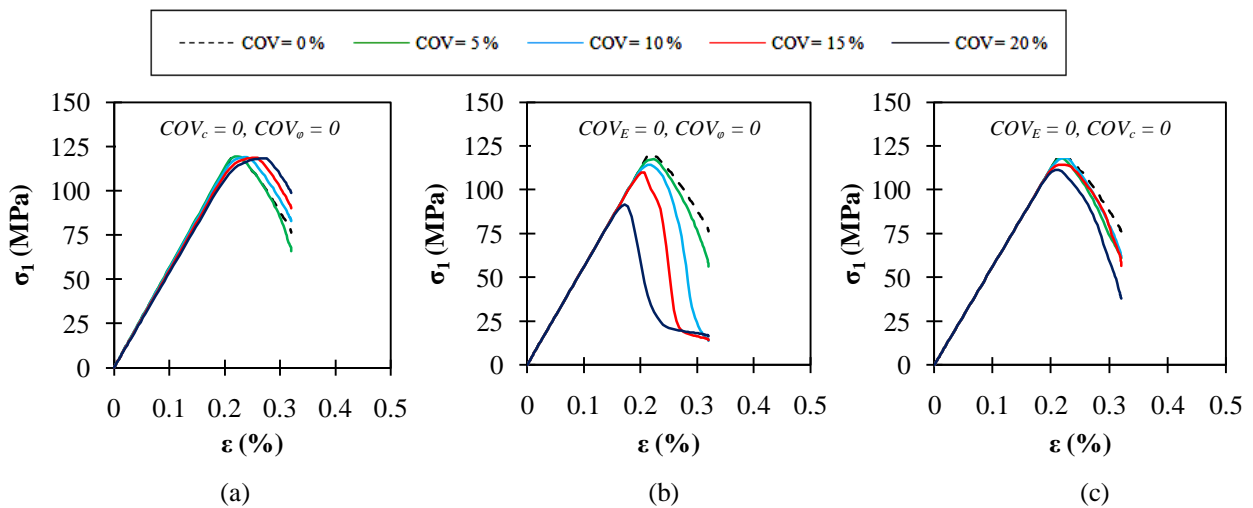 COV= 0 % COV= 5 % COV= 10 % COV= 15 % COV= 20 %
COVc = 0, COVφ = 0
150
125
100
75
50
25
0
σ1 (MPa)
0 0.1 0.2 0.3 0.4 0.5
ε (%)
(a)
COVE = 0, COVφ = 0
150
125
100
75
50
25
0
σ1 (MPa)
0 0.1 0.2 0.3 0.4 0.5
ε (%)
(b)
COVE = 0, COVc = 0
150
125
100
75
50
25
0
σ1 (MPa)
0 0.1 0.2 0.3 0.4 0.5
ε (%)
(c)